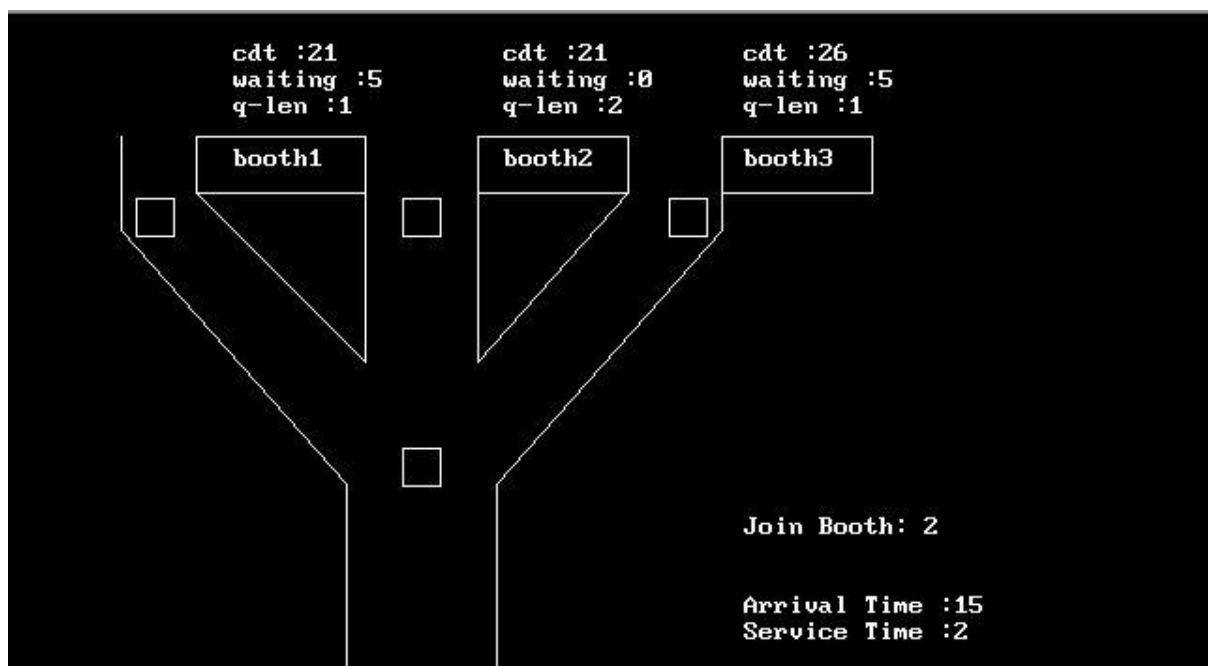 cdt :21
waiting :5
q-len :1
cdt :21
waiting :0
q-len :2
cdt :26
waiting :5
q-len :1
booth1
booth2
booth3
Join Booth: 2
Arrival Time :15
Service Time :2